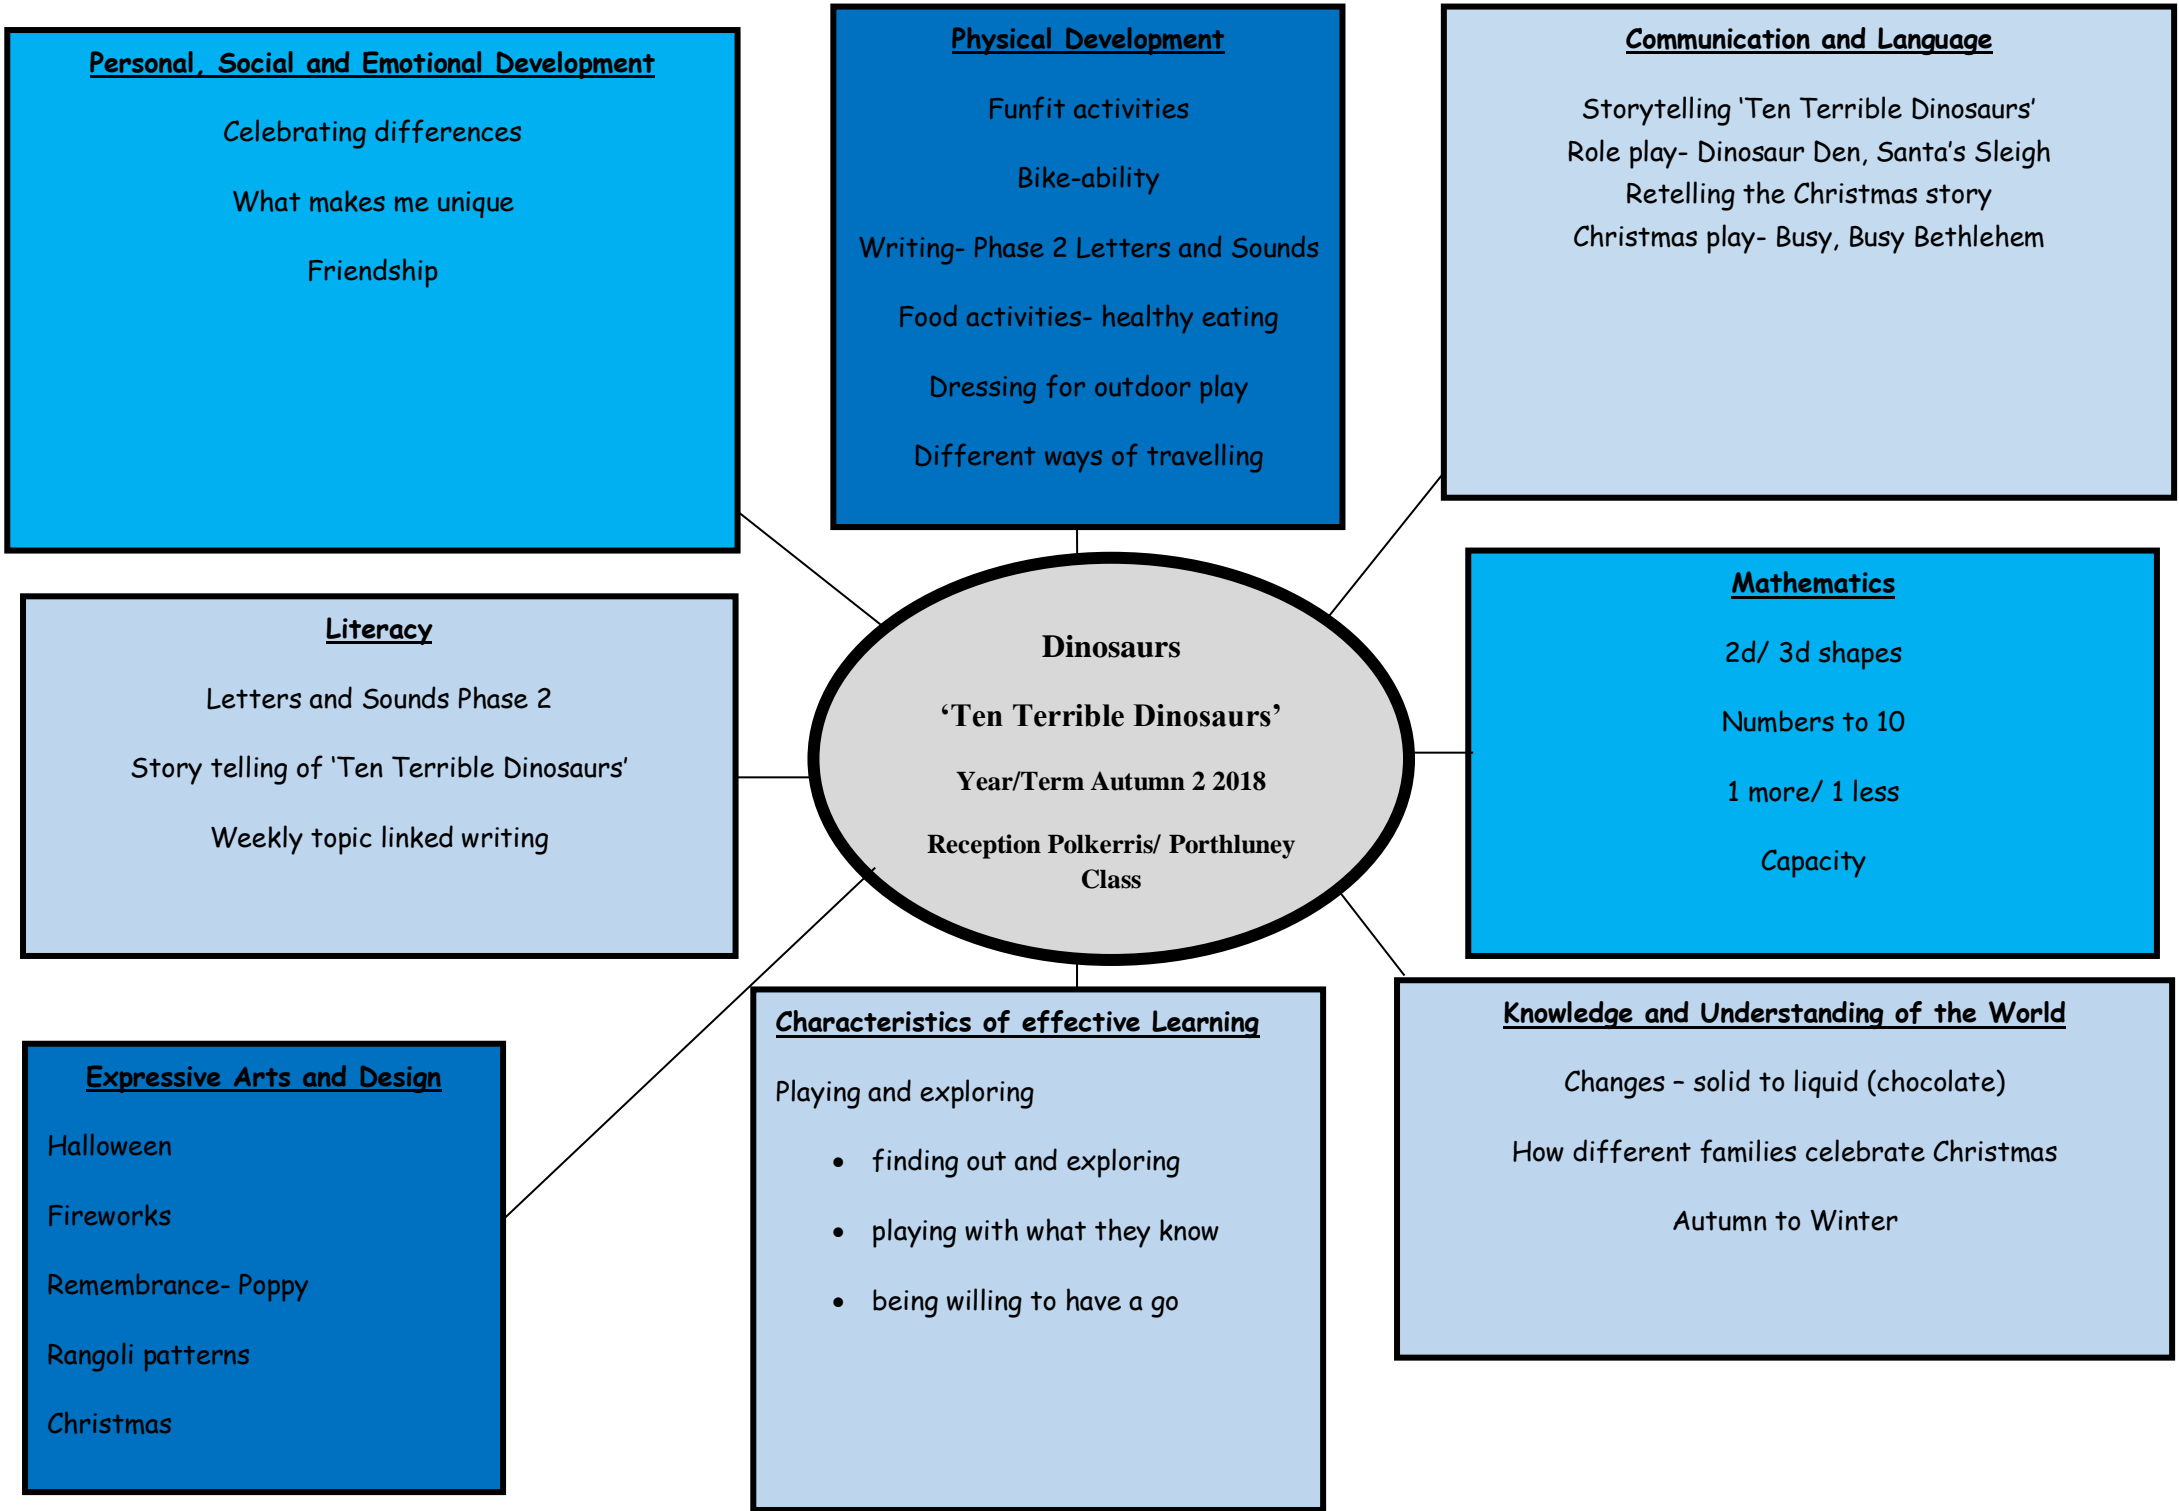 Personal, Social and Emotional Development
Celebrating differences
What makes me unique
Friendship
Physical Development
Funfit activities
Bike-ability
Writing- Phase 2 Letters and Sounds
Food activities- healthy eating
Dressing for outdoor play
Different ways of travelling
Communication and Language
Storytelling ‘Ten Terrible Dinosaurs’
Role play- Dinosaur Den, Santa’s Sleigh
Retelling the Christmas story
Christmas play- Busy, Busy Bethlehem
Literacy
Letters and Sounds Phase 2
Story telling of ‘Ten Terrible Dinosaurs’
Weekly topic linked writing
Dinosaurs
‘Ten Terrible Dinosaurs’
Year/Term Autumn 2 2018
Reception Polkerris/ Porthluney
Class
Mathematics
2d/ 3d shapes
Numbers to 10
1 more/ 1 less
Capacity
Expressive Arts and Design
Halloween
Fireworks
Remembrance- Poppy
Rangoli patterns
Christmas
Characteristics of effective Learning
Playing and exploring
• finding out and exploring
• playing with what they know
• being willing to have a go
Knowledge and Understanding of the World
Changes – solid to liquid (chocolate)
How different families celebrate Christmas
Autumn to Winter